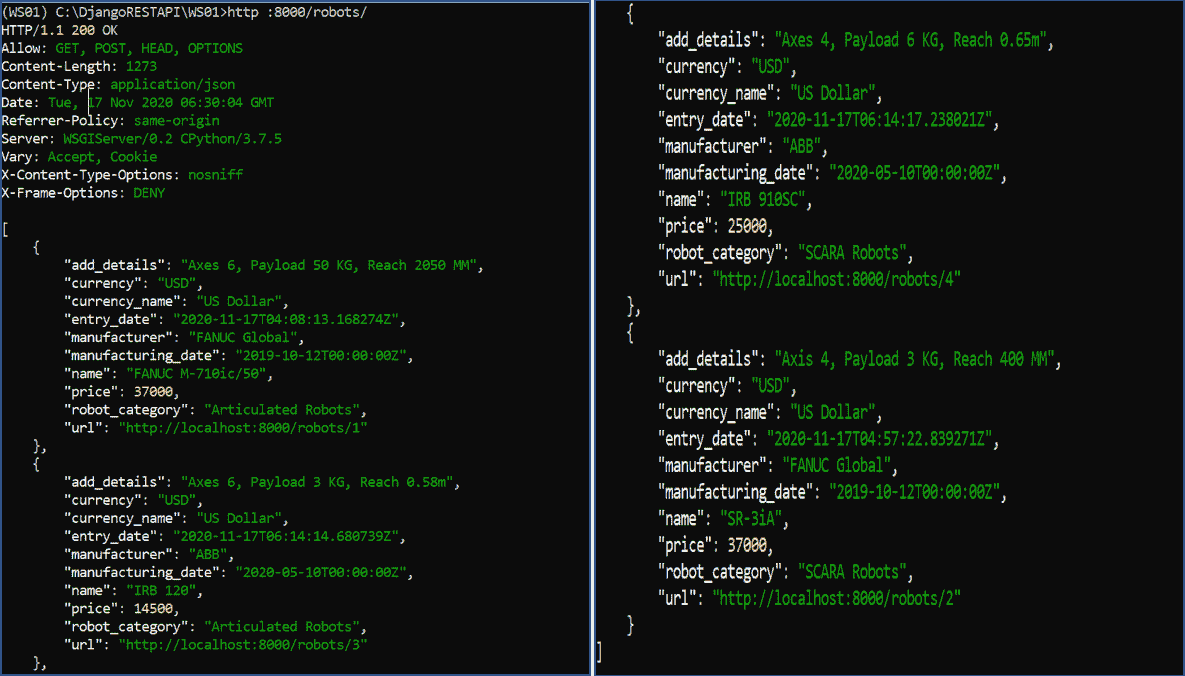 (WS01) C:\DjangoRESTAPI\WS01>http :8000/robots/
HTTP/1.1 200 OK
Allow: GET, POST, HEAD, OPTIONS
Content-Length: 1273
Content-Type: application/json
Date: Tue, 17 Nov 2020 06:30:04 GMT
Referrer-Policy: same-origin
Server: WSGIServer/0.2 CPython/3.7.5
Vary: Accept, Cookie
X-Content-Type-Options: nosniff
X-Frame-Options: DENY
[
{
"add_details": "Axes 6, Payload 50 KG, Reach 2050 MM",
"currency": "USD",
"currency_name": "US Dollar",
"entry_date": "2020-11-17T04:08:13.168274Z",
"manufacturer": "FANUC Global",
"manufacturing_date": "2019-10-12T00:00:00Z",
"name": "FANUC M-710ic/50",
"price": 37000,
"robot_category": "Articulated Robots",
"url": "http://localhost:8000/robots/1"
},
{
"add_details": "Axes 6, Payload 3 KG, Reach 0.58m",
"currency": "USD",
"currency_name": "US Dollar",
"entry_date": "2020-11-17T06:14:14.680739Z",
"manufacturer": "ABB",
"manufacturing_date": "2020-05-10T00:00:00Z",
"name": "IRB 120",
"price": 14500,
"robot_category": "Articulated Robots",
"url": "http://localhost:8000/robots/3"
},
{
"add_details": "Axes 4, Payload 6 KG, Reach 0.65m",
"currency": "USD",
"currency_name": "US Dollar",
"entry_date": "2020-11-17T06:14:17.238021Z",
"manufacturer": "ABB",
"manufacturing_date": "2020-05-10T00:00:00Z",
"name": "IRB 910SC",
"price": 25000,
"robot_category": "SCARA Robots",
"url": "http://localhost:8000/robots/4"
},
{
"add_details": "Axis 4, Payload 3 KG, Reach 400 MM",
"currency": "USD",
"currency_name": "US Dollar",
"entry_date": "2020-11-17T04:57:22.839271Z",
"manufacturer": "FANUC Global",
"manufacturing_date": "2019-10-12T00:00:00Z",
"name": "SR-3iA",
"price": 37000,
"robot_category": "SCARA Robots",
"url": "http://localhost:8000/robots/2"
}
]